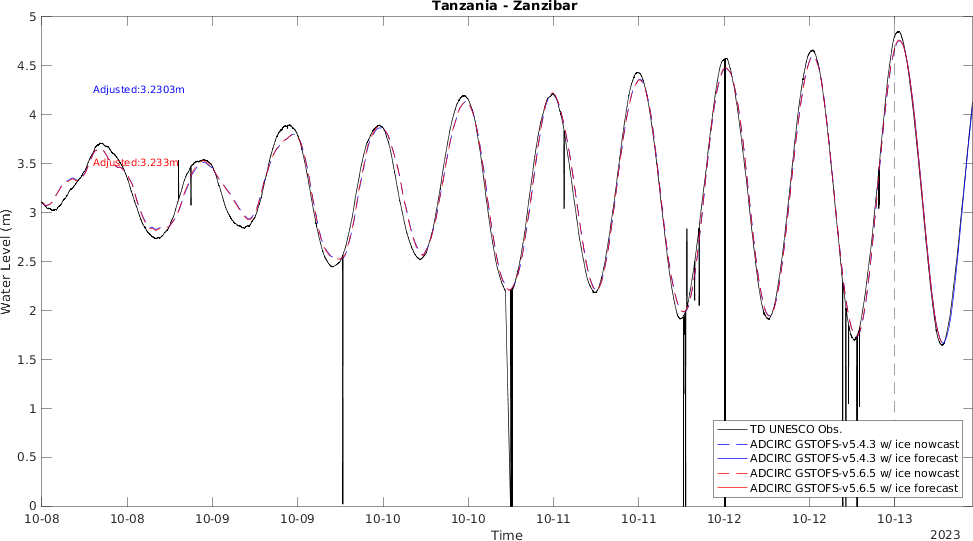 Tanzania - Zanzibar
Water Level (m)
5
4.5
4
3.5
3
2.5
2
1.5
1
0.5
0
Adjusted:3.2303m
Adjusted:3.233m
TD UNESCO Obs.
ADCIRC GSTOFS-v5.4.3 w/ ice nowcast
ADCIRC GSTOFS-v5.4.3 w/ ice forecast
ADCIRC GSTOFS-v5.6.5 w/ ice nowcast
ADCIRC GSTOFS-v5.6.5 w/ ice forecast
10-08 10-08 10-09 10-09 10-10 10-10 10-11 10-11 10-12 10-12 10-13
Time
2023